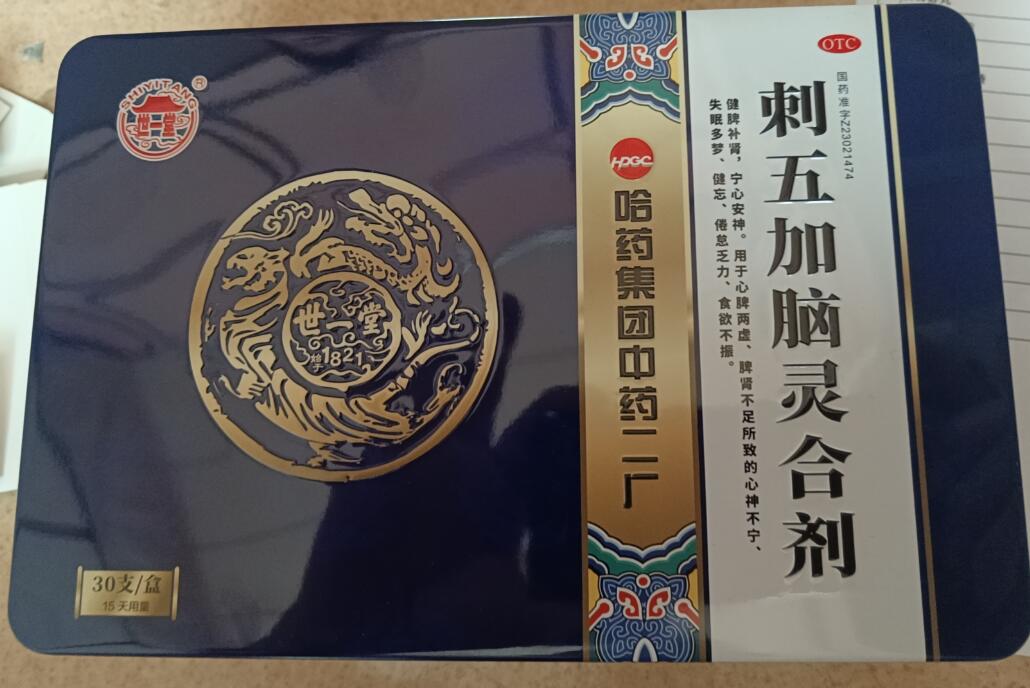 SHIYITANG
®
世一堂
世一堂
始于1821
30支/盒
15天用量
HPGC
哈药集团中药二厂
OTC
国药准字Z23021474
刺五加脑灵合剂
健脾补肾，宁心安神。用于心脾两虚、脾肾不足所致的心神不宁、
失眠多梦、健忘、倦怠乏力、食欲不振。